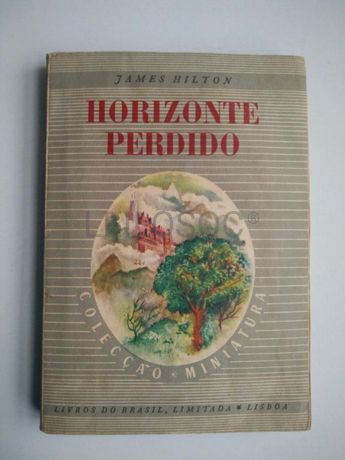 JAMES HILTON
HORIZONTE
PERDIDO
COLECÇÃO * MINIATURA
LIVROS DO BRASIL, LIMITADA * LISBOA